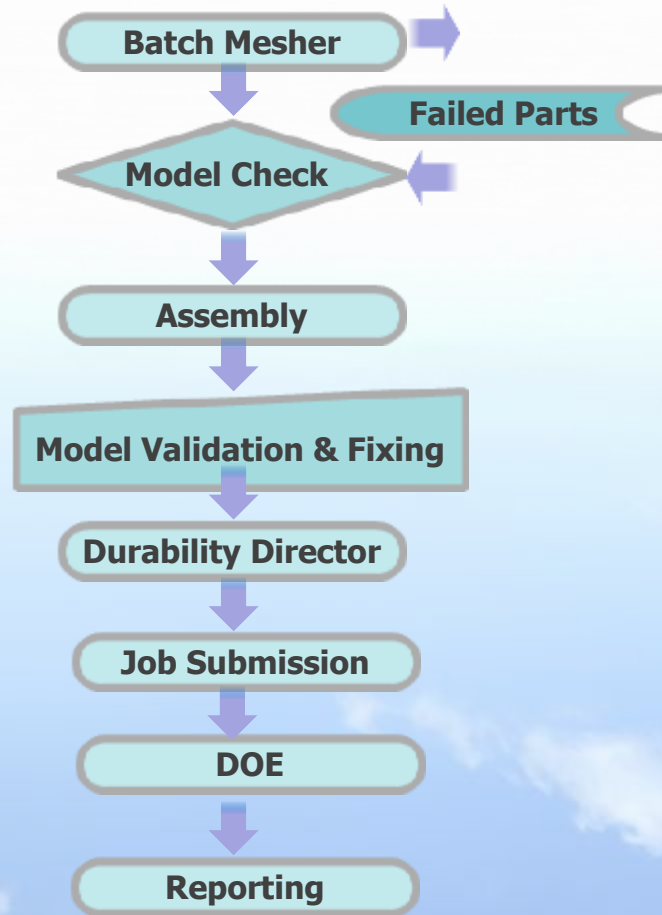 Batch Mesher
Failed Parts
Model Check
Assembly
Model Validation & Fixing
Durability Director
Job Submission
DOE
Reporting